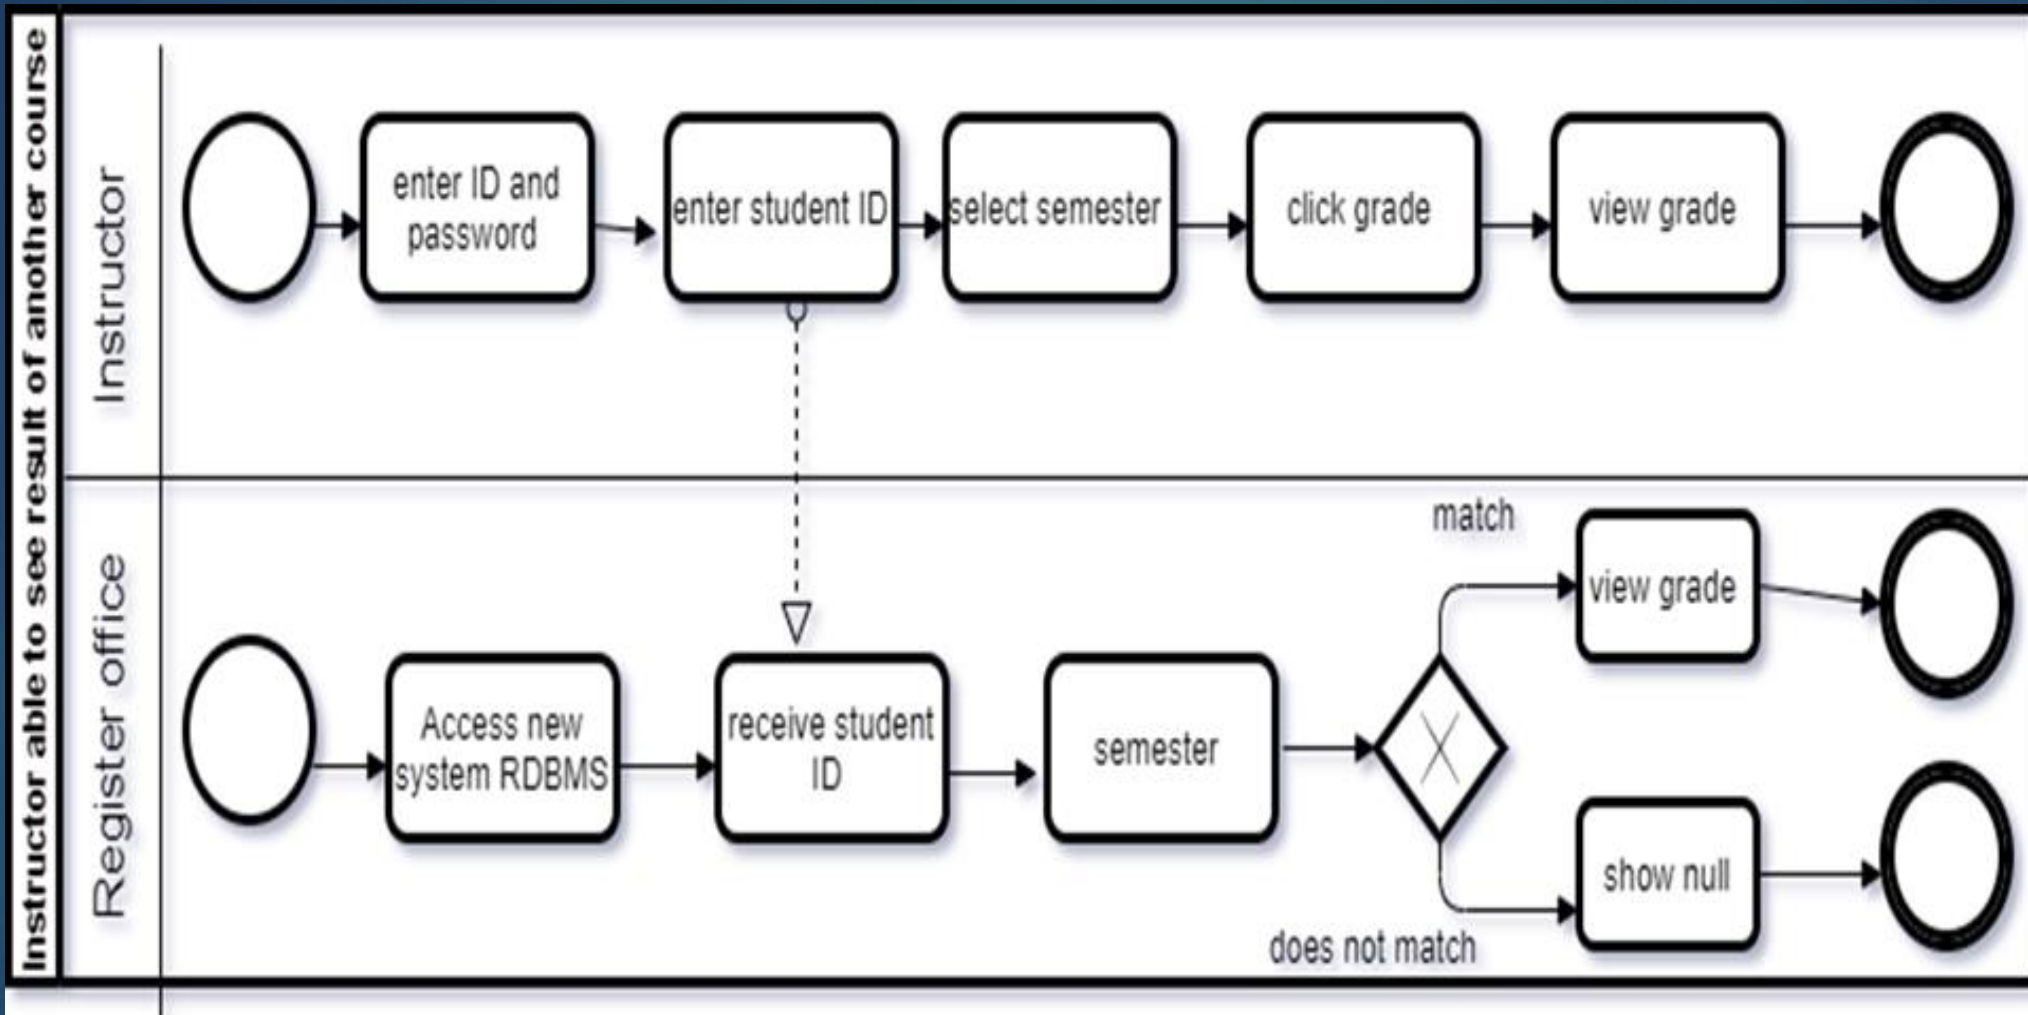 Instructor able to see result of another course
Instructor
enter ID and
password
enter student ID
select semester
click grade
view grade
Register office
Access new
system RDBMS
receive student
ID
semester
match
view grade
does not match
show null